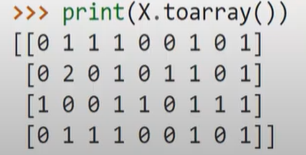 >>> print(X.toarray())
[[0 1 1 1 0 0 1 0 1]
[0 2 0 1 0 1 1 0 1]
[1 0 0 1 1 0 1 1 1]
[0 1 1 1 0 0 1 0 1]]